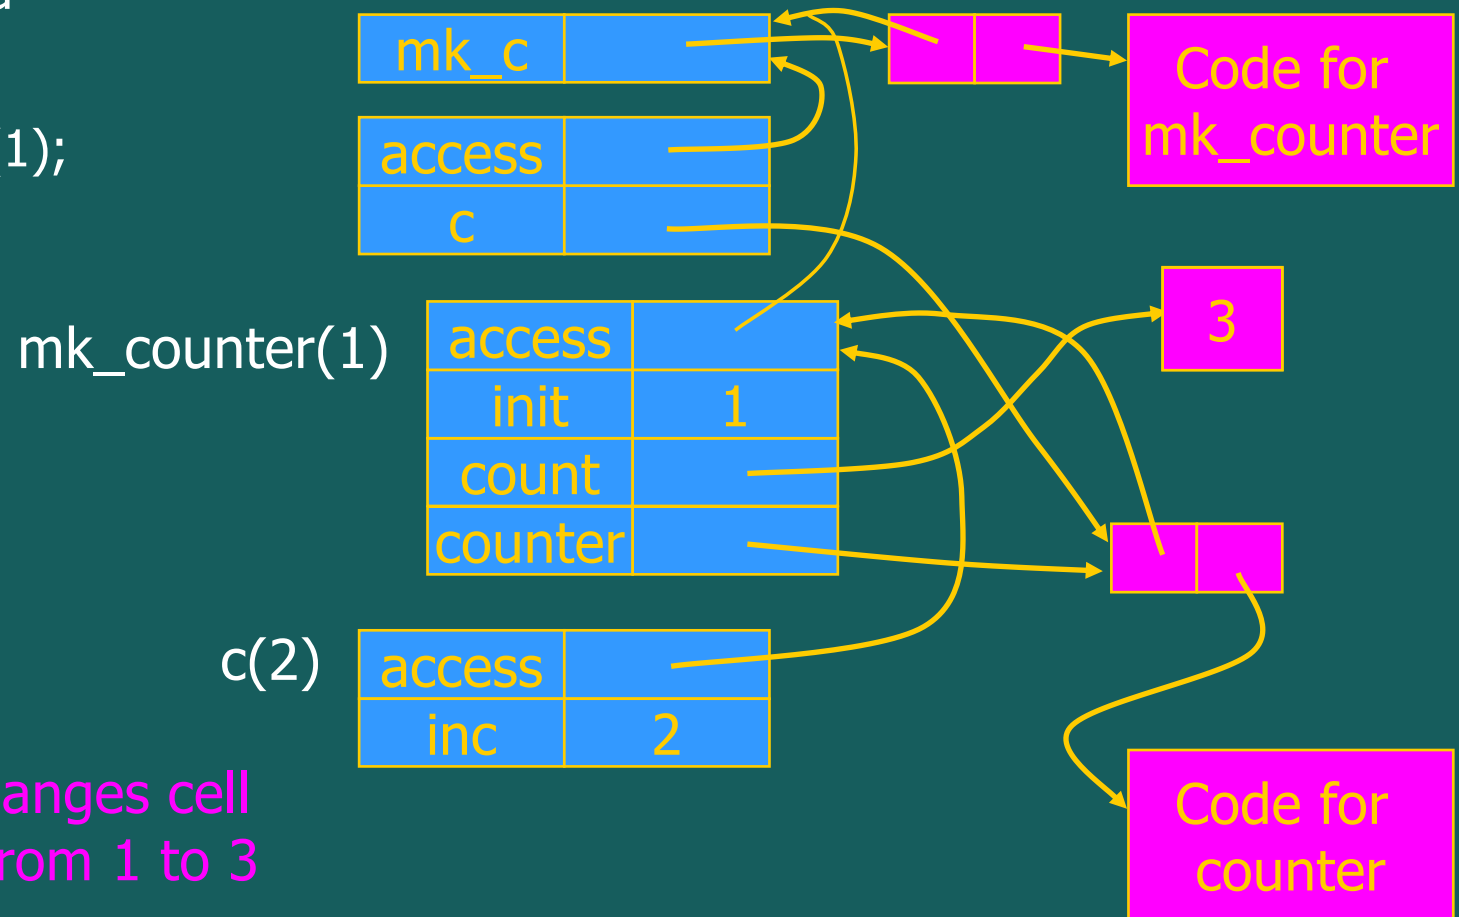 mk_c
Code for
mk_counter
(1);
access
c
mk_counter(1)
access
3
init 1
count
counter
c(2)
access
inc 2
anges cell
rom 1 to 3
Code for
counter